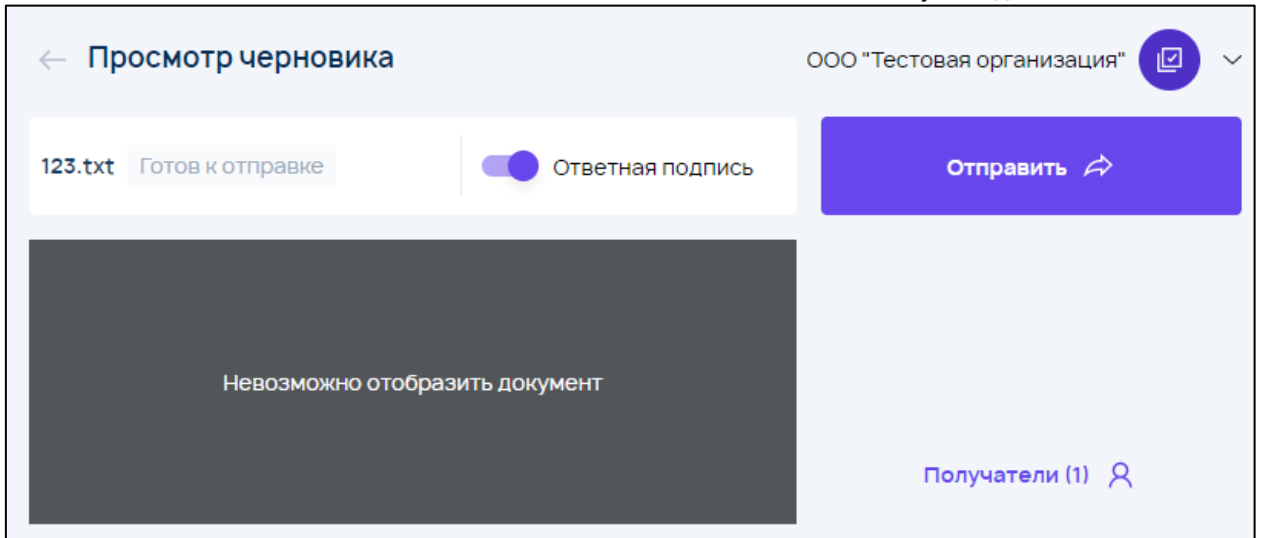 Просмотр черновика
ООО "Тестовая организация"
123.txt Готов к отправке
Ответная подпись
Отправить
Невозможно отобразить документ
Получатели (1)